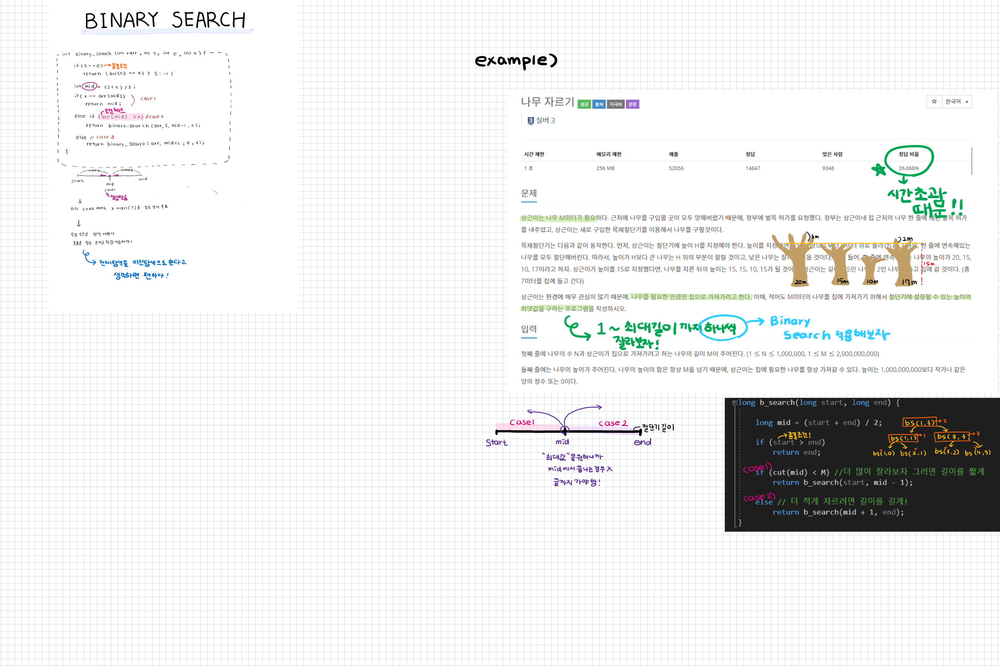 BINARY SEARCH
int binary_search (int *arr, int s, int e, int x) {
if (s==e) → 종결조건
return (arr[s] == x) ? s : -1 ;
int mid = (s+e) /2 ;
if( x == arr[mid])
return mid ;
case1
조건체크
else if (arr[mid] >x) // case 2
return binary_search (arr, s, mid-1, x);
else // case 3
return binary_search (arr, mid+1, e, x);
}
case2 case3
start end
mid
case1
정답찾음
⇓
위의 code 에서는 x ==arr[?]를 찾는것이 목표
⇓
특정 구간을 탐색 하면서
목표를 찾는 문제로 확장가능하다!
전체탐색을 이진탐색으로 한다고
생각하면 편하다!
example)
나무 자르기 성공 출처 다국어 분류
☆ 한국어
3 실버 3
시간 제한 메모리 제한 제출 정답 맞은 사람 정답 비율
1 초 256 MB 52056 14847 9346 26.068%
시간초과
때문!!
문제
상근이는 나무 M미터가 필요하다. 근처에 나무를 구입할 곳이 모두 망해버렸기 때문에, 정부에 벌목 허가를 요청했다. 정부는 상근이네 집 근처의 나무 한 줄에 대한 벌목 허가
를 내주었고, 상근이는 새로 구입한 목재절단기를 이용해서 나무를 구할것이다.
5m
2m
목재절단기는 다음과 같이 동작한다. 먼저, 상근이는 절단기에 높이 H를 지정해야 한다. 높이를 지정 땅으로부터 미터 위로 올라간 한 줄에 연속해있는
나무를 모두 절단해버린다. 따라서, 높이가 H보다 큰 나무는 H 위의 부분이 잘릴 것이고, 낮은 나무는 잘리 을 것이다. 들어, 한 줄에 연속 나무의 높이가 20, 15,
10, 17이라고 하자. 상근이가 높이를 15로 지정했다면, 나무를 자른 뒤의 높이는 15, 15, 10, 15가 될 것이 상근이는 길이 5인 나무 2인 나무 들고 집에 갈 것이다. (총
15m
7미터를 집에 들고 간다)
20m 15m 10m 17m
상근이는 환경에 매우 관심이 많기 때문에, 나무를 필요한 만큼만 집으로 가져가려고 한다. 이때, 적어도 M미터의 나무를 집에 가져가기 위해서 절단기에 설정할 수 있는 높이의
최댓값을 구하는 프로그램을 작성하시오.
1 ~ 최대길이까지 하나씩 → Binary
잘라보자!
Search 적용해보자
입력
첫째 줄에 나무의 수 N과 상근이가 집으로 가져가려고 하는 나무의 길이 M이 주어진다. (1 ≤ N ≤ 1,000,000, 1 ≤ M ≤ 2,000,000,000)
둘째 줄에는 나무의 높이가 주어진다. 나무의 높이의 합은 항상 M을 넘기 때문에, 상근이는 집에 필요한 나무를 항상 가져갈 수 있다. 높이는 1,000,000,000보다 작거나 같은
양의 정수 또는 0이다.
case1 case2 절단기길이
Start mid end
"최대값"을원하니까
mid에서 끝나는경우 X
끝까지 가야함!
long b_search(long start, long end) {
long mid = (start + end) / 2;
→ 종결조건!
if (start > end)
return end;
case1)
if (cut(mid) < M) //더 많이 잘라보자 그러면 길이를 짧게
return b_search(start, mid - 1);
case2)
else // 더 적게 자르려면 길이를 길게!
return b_search(mid + 1, end);
}
bs(1,3) → 2
bs(1,1) → 1 bs(3,3) → 3
bs(1,0) bs(2,1) bs(3,2) bs(4,3)